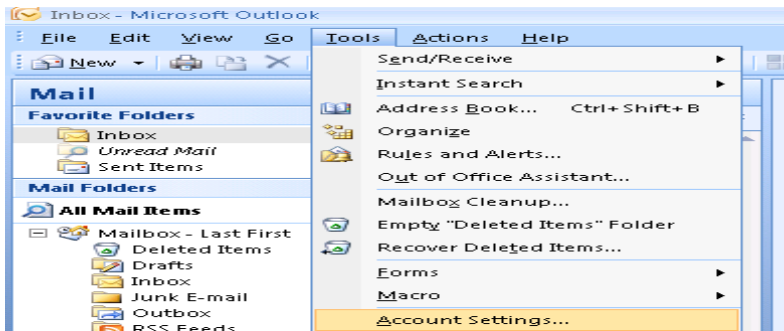 Inbox - Microsoft Outlook
File Edit View Go Tools Actions Help
New
Send/Receive
Instant Search
Address Book... Ctrl+Shift+B
Organize
Rules and Alerts...
Out of Office Assistant...
Mailbox Cleanup...
Empty "Deleted Items" Folder
Recover Deleted Items...
Forms
Macro
Account Settings...
Mail
Favorite Folders
Inbox
Unread Mail
Sent Items
Mail Folders
All Mail Items
Mailbox - Last First
Deleted Items
Drafts
Inbox
Junk E-mail
Outbox
RSS Feeds